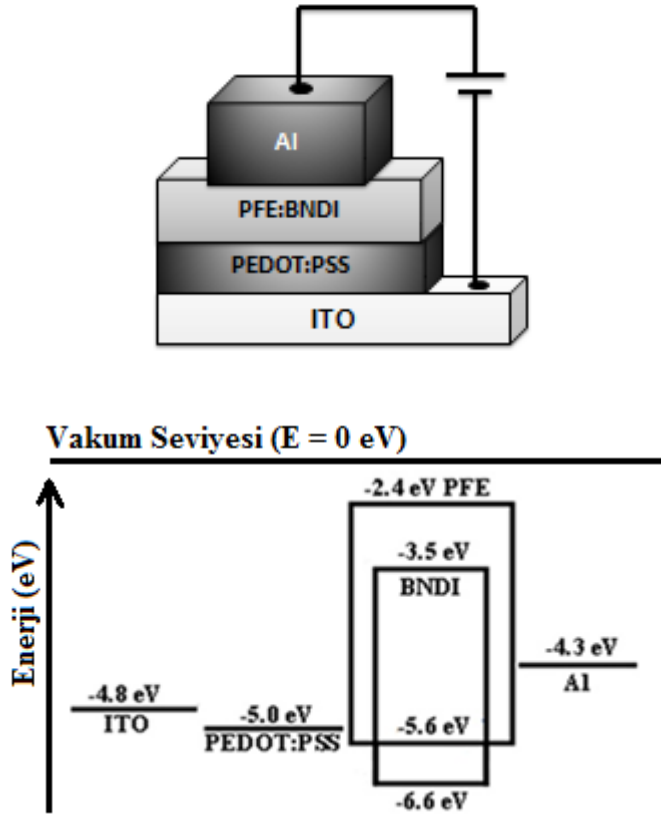 Al
PFE:BNDI
PEDOT:PSS
ITO
Vakum Seviyesi (E = 0 eV)
Enerji (eV)
-2.4 eV PFE
-3.5 eV
BNDI
-4.3 eV
Al
-4.8 eV
ITO
-5.0 eV
PEDOT:PSS
-5.6 eV
-6.6 eV